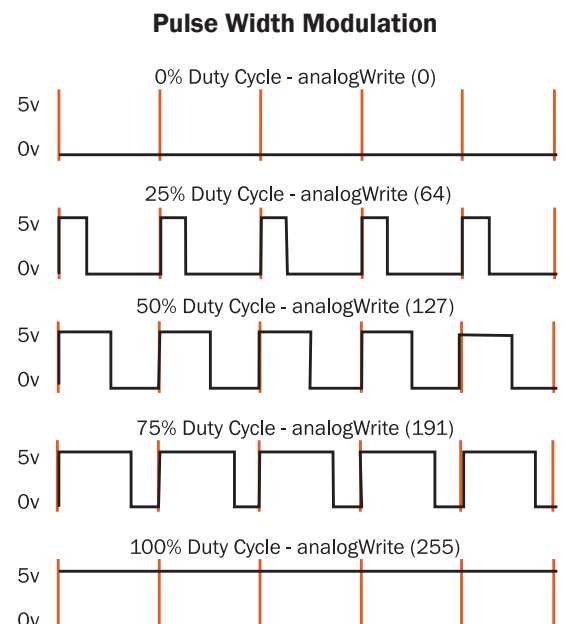 Pulse Width Modulation
0% Duty Cycle - analogWrite (0)
5v
0v
25% Duty Cycle - analogWrite (64)
5v
0v
50% Duty Cycle - analogWrite (127)
5v
0v
75% Duty Cycle - analogWrite (191)
5v
0v
100% Duty Cycle - analogWrite (255)
5v
0v